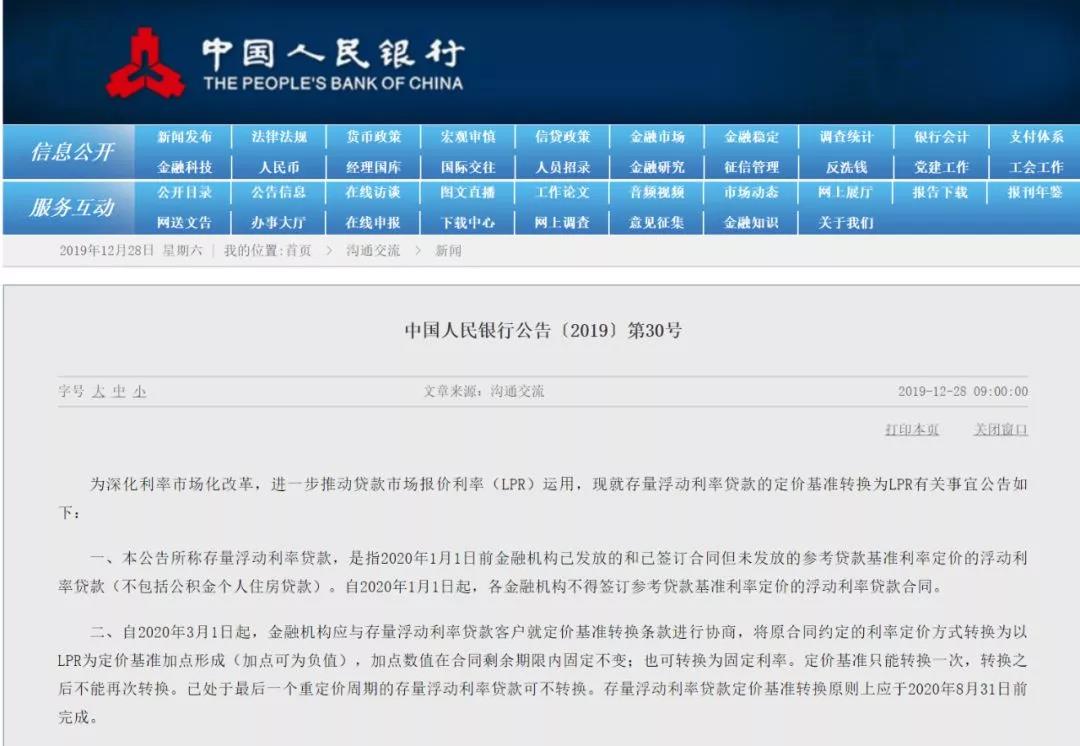 中国人民银行
THE PEOPLE'S BANK OF CHINA
信息公开
新闻发布 法律法规 货币政策 宏观审慎 信贷政策 金融市场 金融稳定 调查统计 银行会计 支付体系
金融科技 人民币 经理国库 国际交往 人员招录 金融研究 征信管理 反洗钱 党建工作 工会工作
服务互动
公开目录 公告信息 在线访谈 图文直播 工作论文 音频视频 市场动态 网上展厅 报告下载 报刊年鉴
网送文告 办事大厅 在线申报 下载中心 网上调查 意见征集 金融知识 关于我们
2019年12月28日 星期六 | 我的位置:首页 > 沟通交流 > 新闻
中国人民银行公告〔2019〕第30号
字号 大 中 小 文章来源：沟通交流 2019-12-28 09:00:00
打印本页 关闭窗口
为深化利率市场化改革，进一步推动贷款市场报价利率（LPR）运用，现就存量浮动利率贷款的定价基准转换为LPR有关事宜公告如
下：
一、本公告所称存量浮动利率贷款，是指2020年1月1日前金融机构已发放的和已签订合同但未发放的参考贷款基准利率定价的浮动利
率贷款（不包括公积金个人住房贷款）。自2020年1月1日起，各金融机构不得签订参考贷款基准利率定价的浮动利率贷款合同。
二、自2020年3月1日起，金融机构应与存量浮动利率贷款客户就定价基准转换条款进行协商，将原合同约定的利率定价方式转换为以
LPR为定价基准加点形成（加点可为负值），加点数值在合同剩余期限内固定不变；也可转换为固定利率。定价基准只能转换一次，转换之
后不能再次转换。已处于最后一个重定价周期的存量浮动利率贷款可不转换。存量浮动利率贷款定价基准转换原则上应于2020年8月31日前
完成。